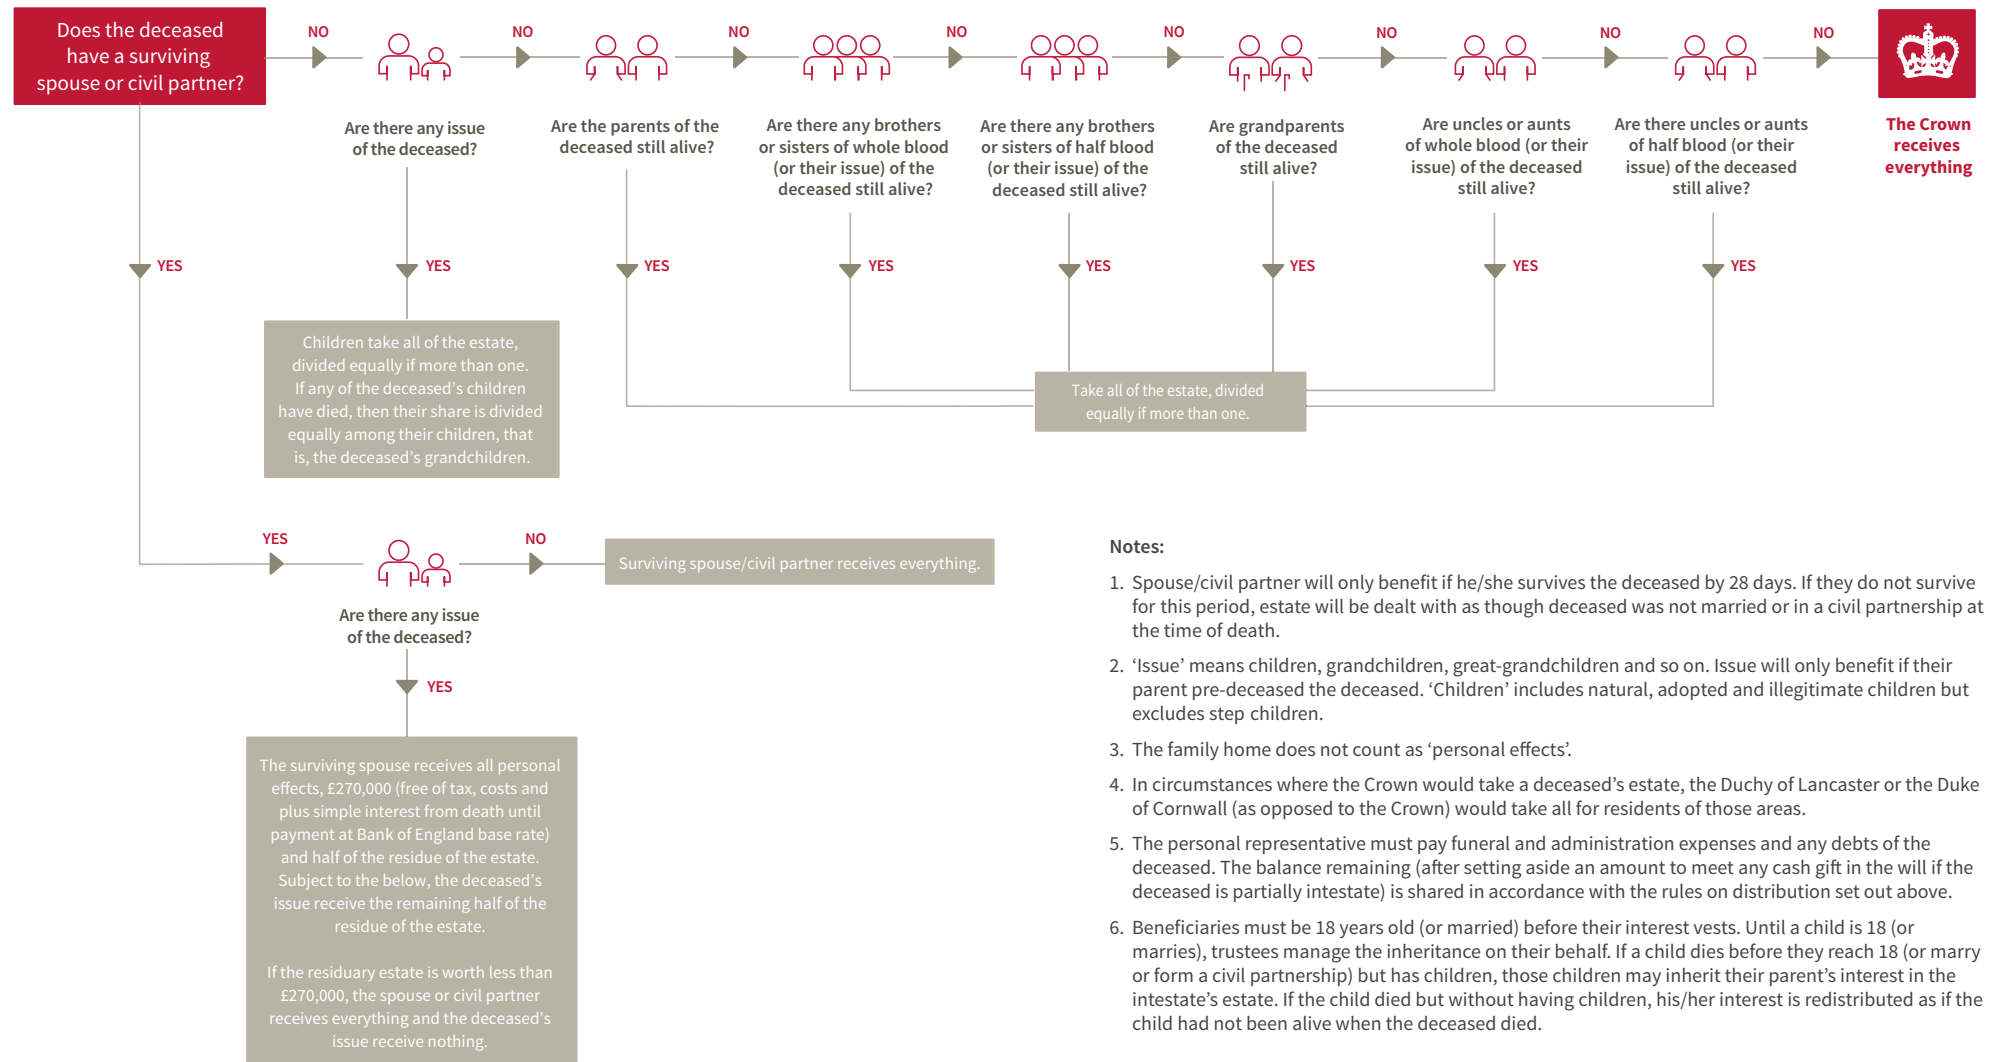 Does the deceased
have a surviving
spouse or civil partner?
NO
NO
NO
NO
NO
NO
NO
NO
Are there any issue
of the deceased?
Are the parents of the
deceased still alive?
Are there any brothers
or sisters of whole blood
(or their issue) of the
deceased still alive?
Are there any brothers
or sisters of half blood
(or their issue) of the
deceased still alive?
Are grandparents
of the deceased
still alive?
Are uncles or aunts
of whole blood (or their
issue) of the deceased
still alive?
Are there uncles or aunts
of half blood (or their
issue) of the deceased
still alive?
The Crown
receives
everything
YES
YES
YES
YES
YES
YES
YES
YES
Children take all of the estate,
divided equally if more than one.
If any of the deceased’s children
have died, then their share is divided
equally among their children, that
is, the deceased’s grandchildren.
Take all of the estate, divided
equally if more than one.
YES
NO
Surviving spouse/civil partner receives everything.
Are there any issue
of the deceased?
YES
The surviving spouse receives all personal
effects, £270,000 (free of tax, costs and
plus simple interest from death until
payment at Bank of England base rate)
and half of the residue of the estate.
Subject to the below, the deceased’s
issue receive the remaining half of the
residue of the estate.
If the residuary estate is worth less than
£270,000, the spouse or civil partner
receives everything and the deceased’s
issue receive nothing.
Notes:
1. Spouse/civil partner will only benefit if he/she survives the deceased by 28 days. If they do not survive
for this period, estate will be dealt with as though deceased was not married or in a civil partnership at
the time of death.
2. ‘Issue’ means children, grandchildren, great-grandchildren and so on. Issue will only benefit if their
parent pre-deceased the deceased. ‘Children’ includes natural, adopted and illegitimate children but
excludes step children.
3. The family home does not count as ‘personal effects’.
4. In circumstances where the Crown would take a deceased’s estate, the Duchy of Lancaster or the Duke
of Cornwall (as opposed to the Crown) would take all for residents of those areas.
5. The personal representative must pay funeral and administration expenses and any debts of the
deceased. The balance remaining (after setting aside an amount to meet any cash gift in the will if the
deceased is partially intestate) is shared in accordance with the rules on distribution set out above.
6. Beneficiaries must be 18 years old (or married) before their interest vests. Until a child is 18 (or
marries), trustees manage the inheritance on their behalf. If a child dies before they reach 18 (or marry
or form a civil partnership) but has children, those children may inherit their parent’s interest in the
intestate’s estate. If the child died but without having children, his/her interest is redistributed as if the
child had not been alive when the deceased died.